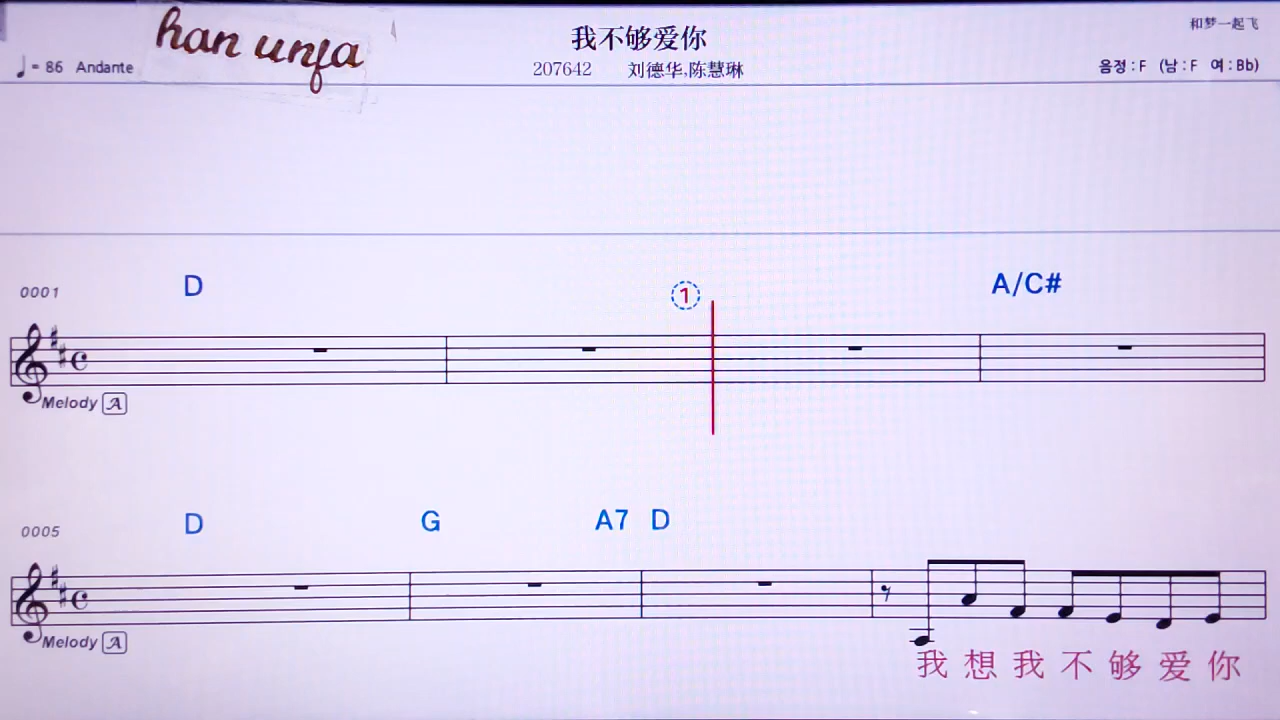 han unja
我不够爱你
和梦一起飞
♩= 86 Andante
207642 刘德华,陈慧琳
음정 : F (남 : F 여 : Bb)
0001 D ① A/C#
Melody A
0005 D G A7 D
Melody A
我 想 我 不 够 爱 你